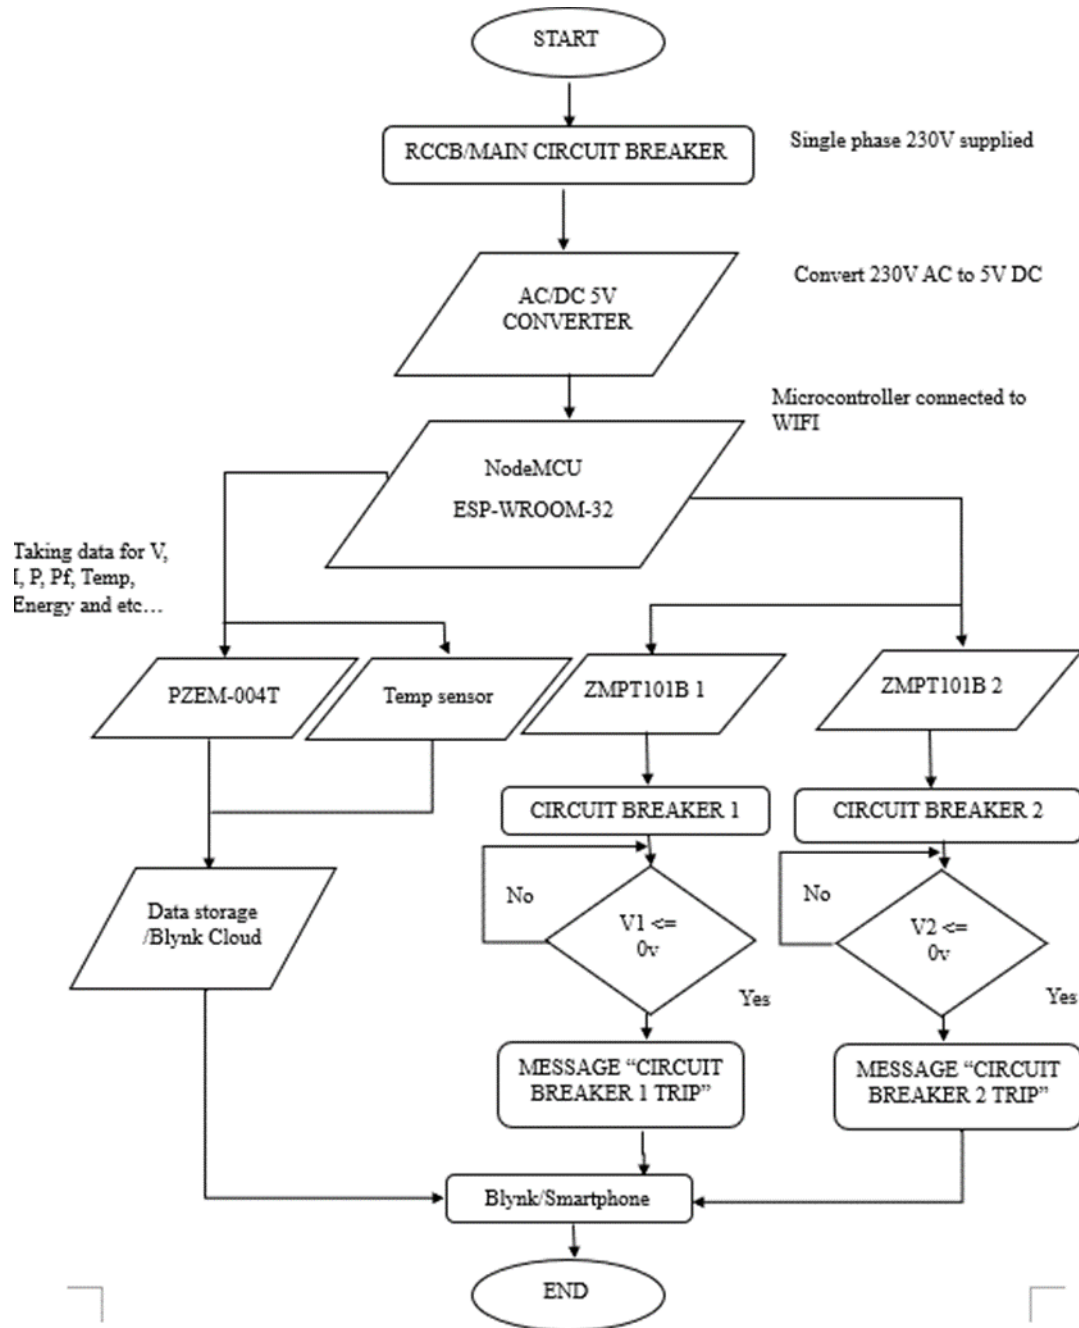 START
RCCB/MAIN CIRCUIT BREAKER
Single phase 230V supplied
Convert 230V AC to 5V DC
AC/DC 5V
CONVERTER
Microcontroller connected to
WIFI
NodeMCU
ESP-WROOM-32
Taking data for V,
I, P, Pf, Temp,
Energy and etc…
PZEM-004T
Temp sensor
ZMPT101B 1
ZMPT101B 2
CIRCUIT BREAKER 1
CIRCUIT BREAKER 2
No
No
V1 <=
0v
V2 <=
0v
Data storage
/Blynk Cloud
Yes
Yes
MESSAGE “CIRCUIT
BREAKER 1 TRIP”
MESSAGE “CIRCUIT
BREAKER 2 TRIP”
Blynk/Smartphone
END